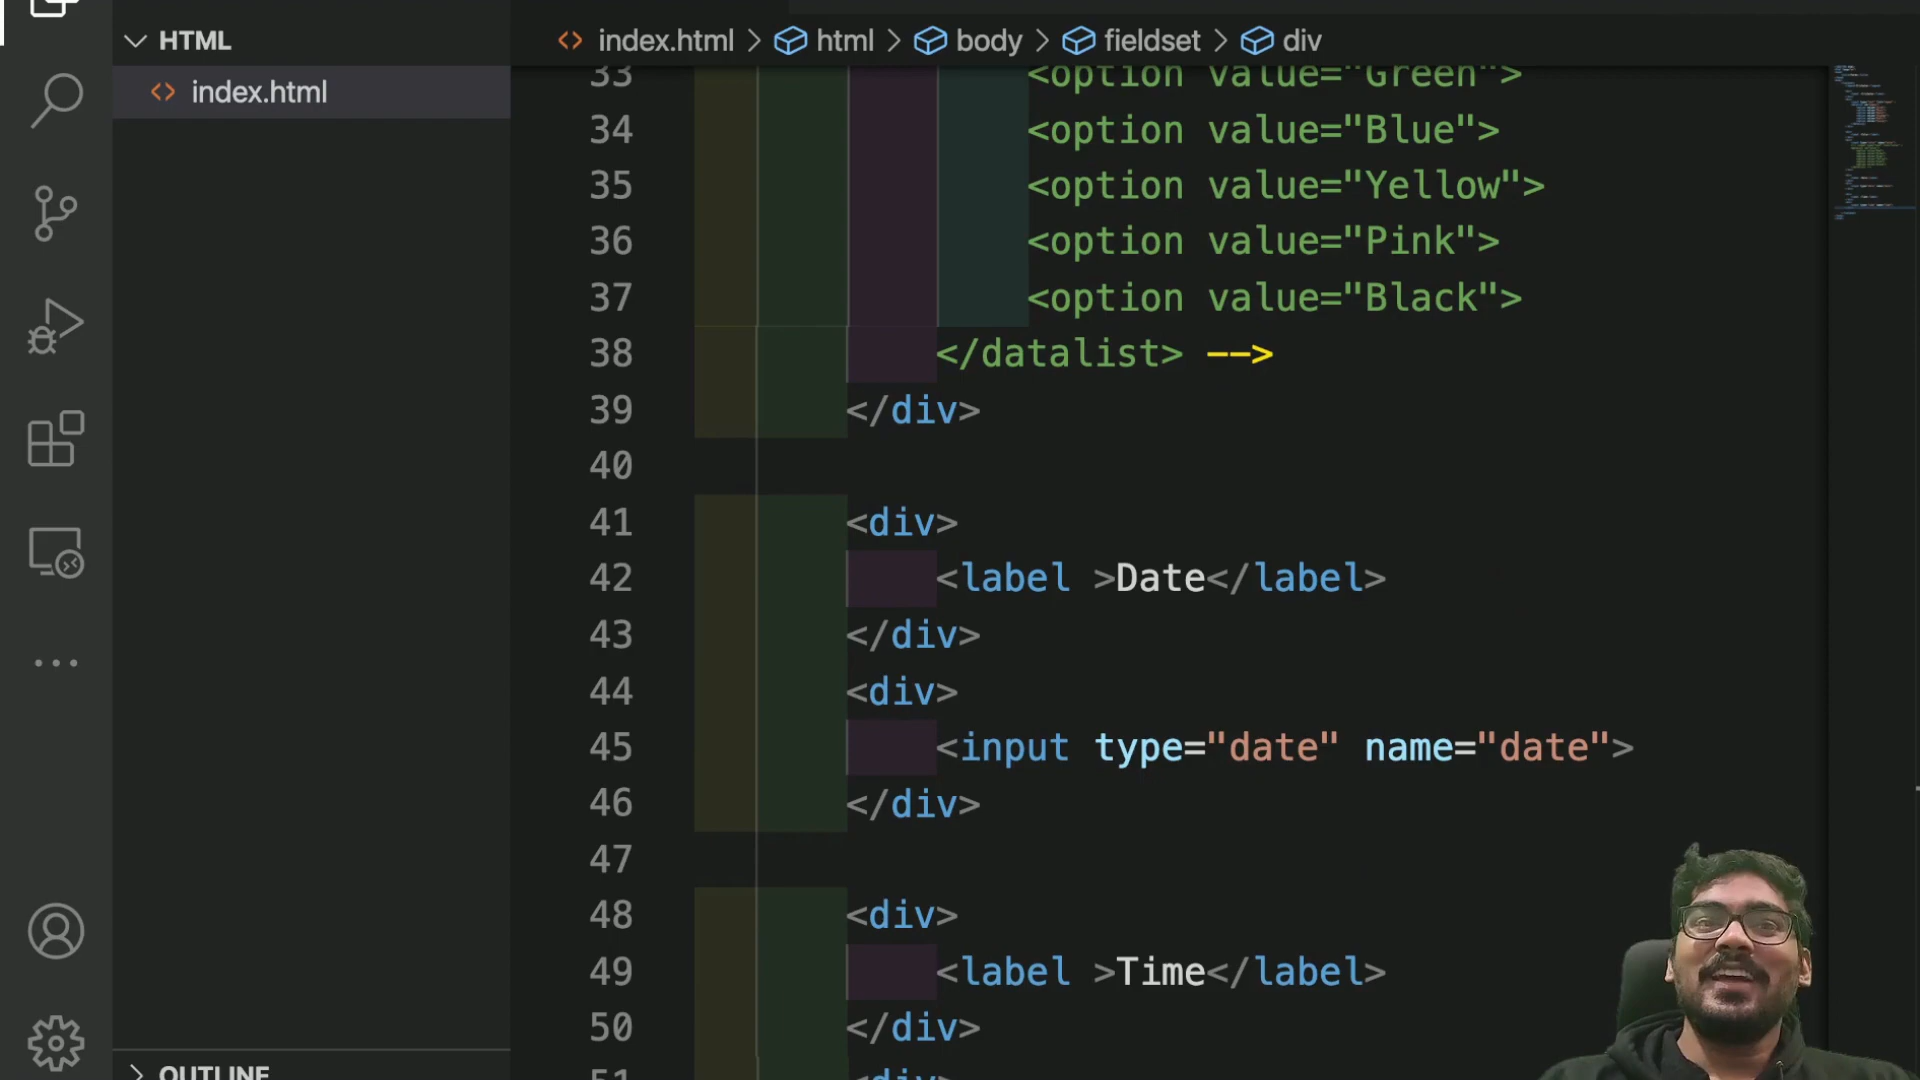 HTML
index.html
index.html > html > body > fieldset > div
33 <option value="Green">
34 <option value="Blue">
35 <option value="Yellow">
36 <option value="Pink">
37 <option value="Black">
38 </datalist> -->
39 </div>
40
41 <div>
42 <label >Date</label>
43 </div>
44 <div>
45 <input type="date" name="date">
46 </div>
47
48 <div>
49 <label >Time</label>
50 </div>
51 <div>
OUTLINE